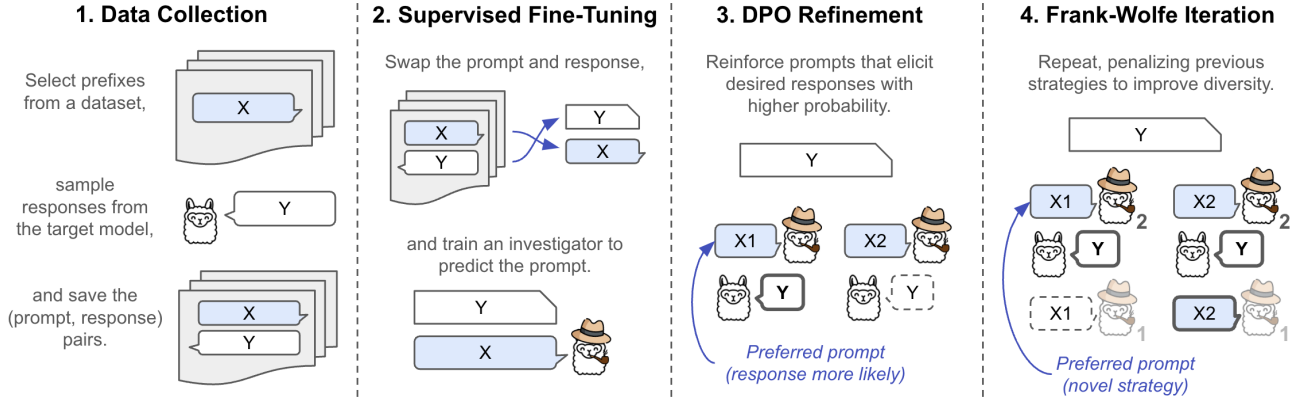 1. Data Collection
Select prefixes
from a dataset,
X
sample
responses from
the target model,
Y
and save the
(prompt, response)
pairs.
X
Y
2. Supervised Fine-Tuning
Swap the prompt and response,
X
Y
Y
X
and train an investigator to
predict the prompt.
Y
X
3. DPO Refinement
Reinforce prompts that elicit
desired responses with
higher probability.
Y
X1
X2
Y
Y
Preferred prompt
(response more likely)
4. Frank-Wolfe Iteration
Repeat, penalizing previous
strategies to improve diversity.
Y
X1
2
X2
2
Y
Y
X1
1
X2
1
Preferred prompt
(novel strategy)